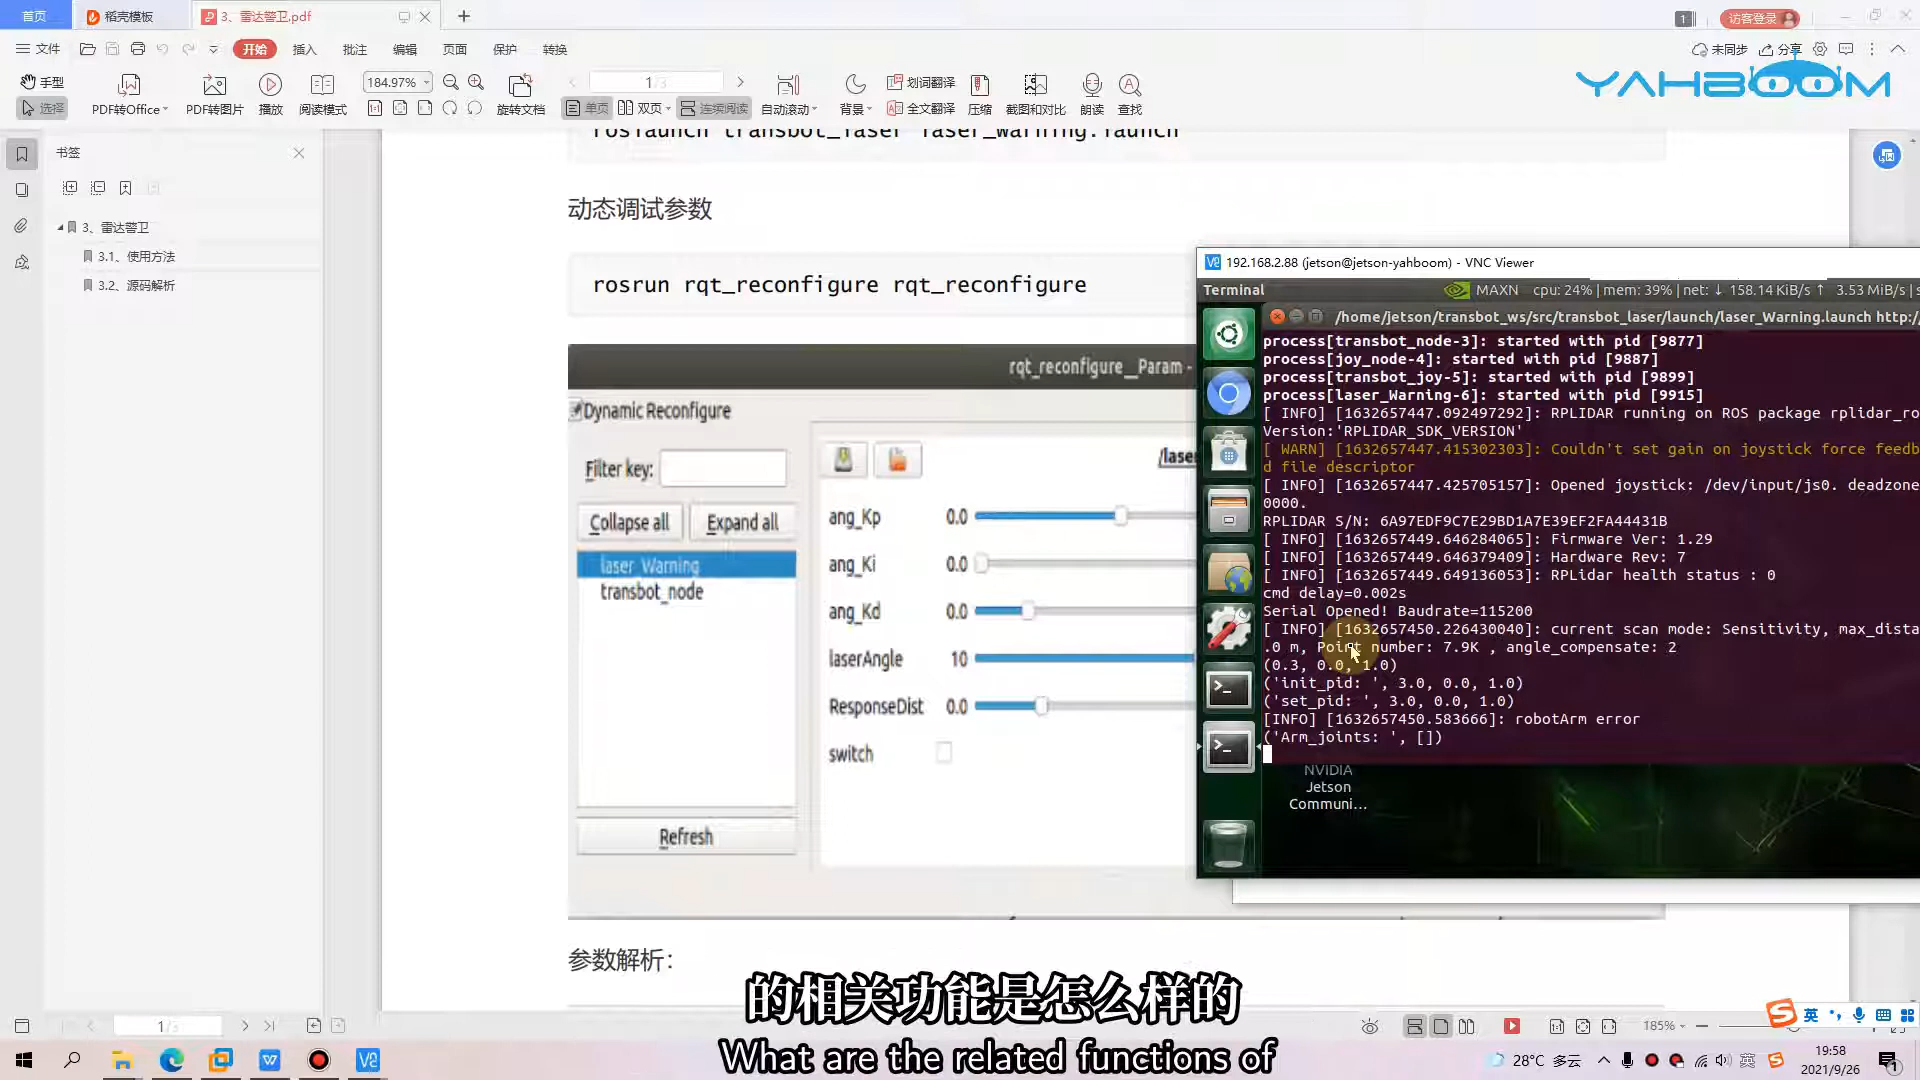 首页
稻壳模板
3、雷达警卫.pdf
1
访客登录
文件
开始
插入
批注
编辑
页面
保护
转换
未同步
分享
手型
选择
PDF转Office
PDF转图片
播放
阅读模式
184.97%
旋转文档
1/3
单页
双页
连续阅读
自动滚动
背景
划词翻译
全文翻译
压缩
截图和对比
朗读
查找
YAHBOOM
书签
3、雷达警卫
3.1、使用方法
3.2、源码解析
roslaunch transbot_laser laser_warning.launch
动态调试参数
rosrun rqt_reconfigure rqt_reconfigure
rqt_reconfigure__Param -
Dynamic Reconfigure
Filter key:
Collapse all
Expand all
laser_Warning
transbot_node
Refresh
/lase
ang_Kp 0.0
ang_Ki 0.0
ang_Kd 0.0
laserAngle 10
ResponseDist 0.0
switch
参数解析:
192.168.2.88 (jetson@jetson-yahboom) - VNC Viewer
Terminal
MAXN cpu: 24% | mem: 39% | net: ↓ 158.14 KiB/s ↑ 3.53 MiB/s | s
/home/jetson/transbot_ws/src/transbot_laser/launch/laser_Warning.launch http:/
process[transbot_node-3]: started with pid [9877]
process[joy_node-4]: started with pid [9887]
process[transbot_joy-5]: started with pid [9899]
process[laser_Warning-6]: started with pid [9915]
[ INFO] [1632657447.092497292]: RPLIDAR running on ROS package rplidar_ro
Version:'RPLIDAR_SDK_VERSION'
[ WARN] [1632657447.415302303]: Couldn't set gain on joystick force feedb
d file descriptor
[ INFO] [1632657447.425705157]: Opened joystick: /dev/input/js0. deadzone
0000.
RPLIDAR S/N: 6A97EDF9C7E29BD1A7E39EF2FA44431B
[ INFO] [1632657449.646284065]: Firmware Ver: 1.29
[ INFO] [1632657449.646379409]: Hardware Rev: 7
[ INFO] [1632657449.649136053]: RPLidar health status : 0
cmd delay=0.002s
Serial Opened! Baudrate=115200
[ INFO] [1632657450.226430040]: current scan mode: Sensitivity, max_dista
.0 m, Point number: 7.9K , angle_compensate: 2
(0.3, 0.0, 1.0)
('init_pid: ', 3.0, 0.0, 1.0)
('set_pid: ', 3.0, 0.0, 1.0)
[INFO] [1632657450.583666]: robotArm error
('Arm_joints: ', [])
NVIDIA
Jetson
Communi...
的相关功能是怎么样的
What are the related functions of
1/3
185%
英
28°C 多云
英
19:58
2021/9/26
1